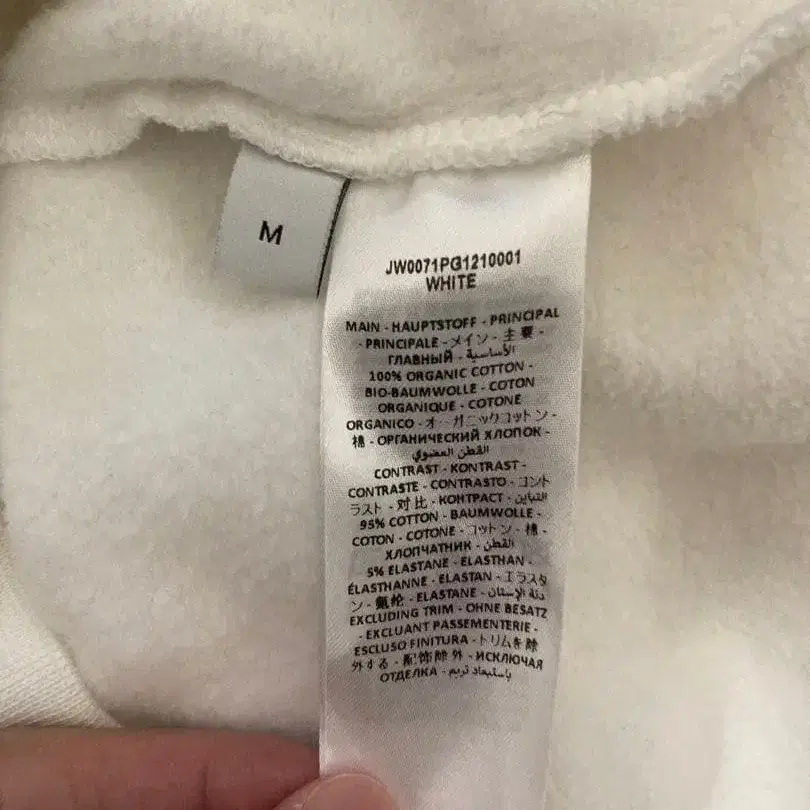 M
JW0071PG1210001
WHITE
MAIN - HAUPTSTOFF - PRINCIPAL
- PRINCIPALE - メイン - 主要 -
ГЛАВНЫЙ - الأساسية -
100% ORGANIC COTTON -
BIO-BAUMWOLLE - COTON
ORGANIQUE - COTONE
ORGANICO - オーガニックコットン -
棉 - ОРГАНИЧЕСКИЙ ХЛОПОК -
القطن العضوي
CONTRAST - KONTRAST -
CONTRASTE - CONTRASTO - コント
ラスト - 对比 - КОНТРАСТ - التباين
95% COTTON - BAUMWOLLE -
COTON - COTONE - コットン - 棉 -
ХЛОПЧАТНИК - القطن
5% ELASTANE - ELASTHAN -
ÉLASTHANNE - ELASTAN - エラスタ
ン - 氨纶 - ELASTANE -
EXCLUDING TRIM - OHNE BESATZ
- EXCLUANT PASSEMENTERIE -
ESCLUSO FINITURA - トリムを除
外する - 配饰除外 - ИСКЛЮЧАЯ
ОТДЕЛКА - باستبعاد تريم